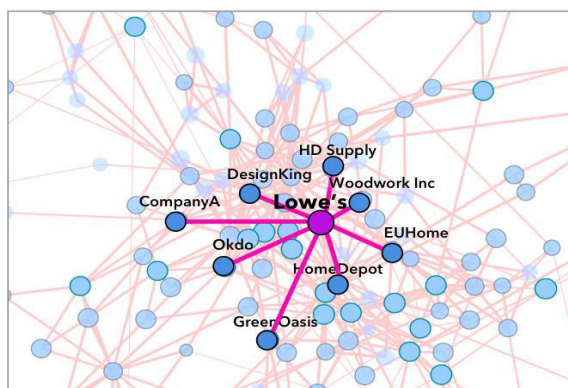 HD Supply
DesignKing
Woodwork Inc
Lowe's
CompanyA
Okdo
EUHome
HomeDepot
GreenOasis